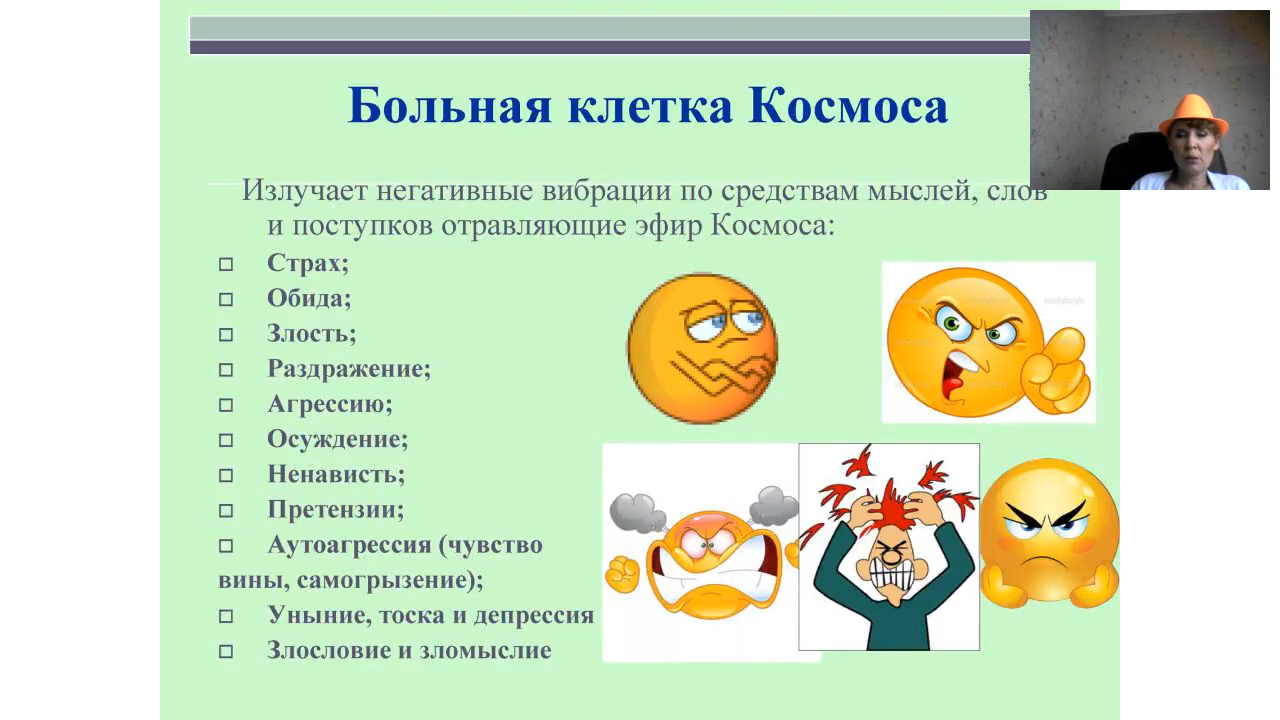 Больная клетка Космоса
Излучает негативные вибрации по средствам мыслей, слов
и поступков отравляющие эфир Космоса:
Страх;
Обида;
Злость;
Раздражение;
Агрессию;
Осуждение;
Ненависть;
Претензии;
Аутоагрессия (чувство
вины, самогрызение);
Уныние, тоска и депрессия
Злословие и зломыслие